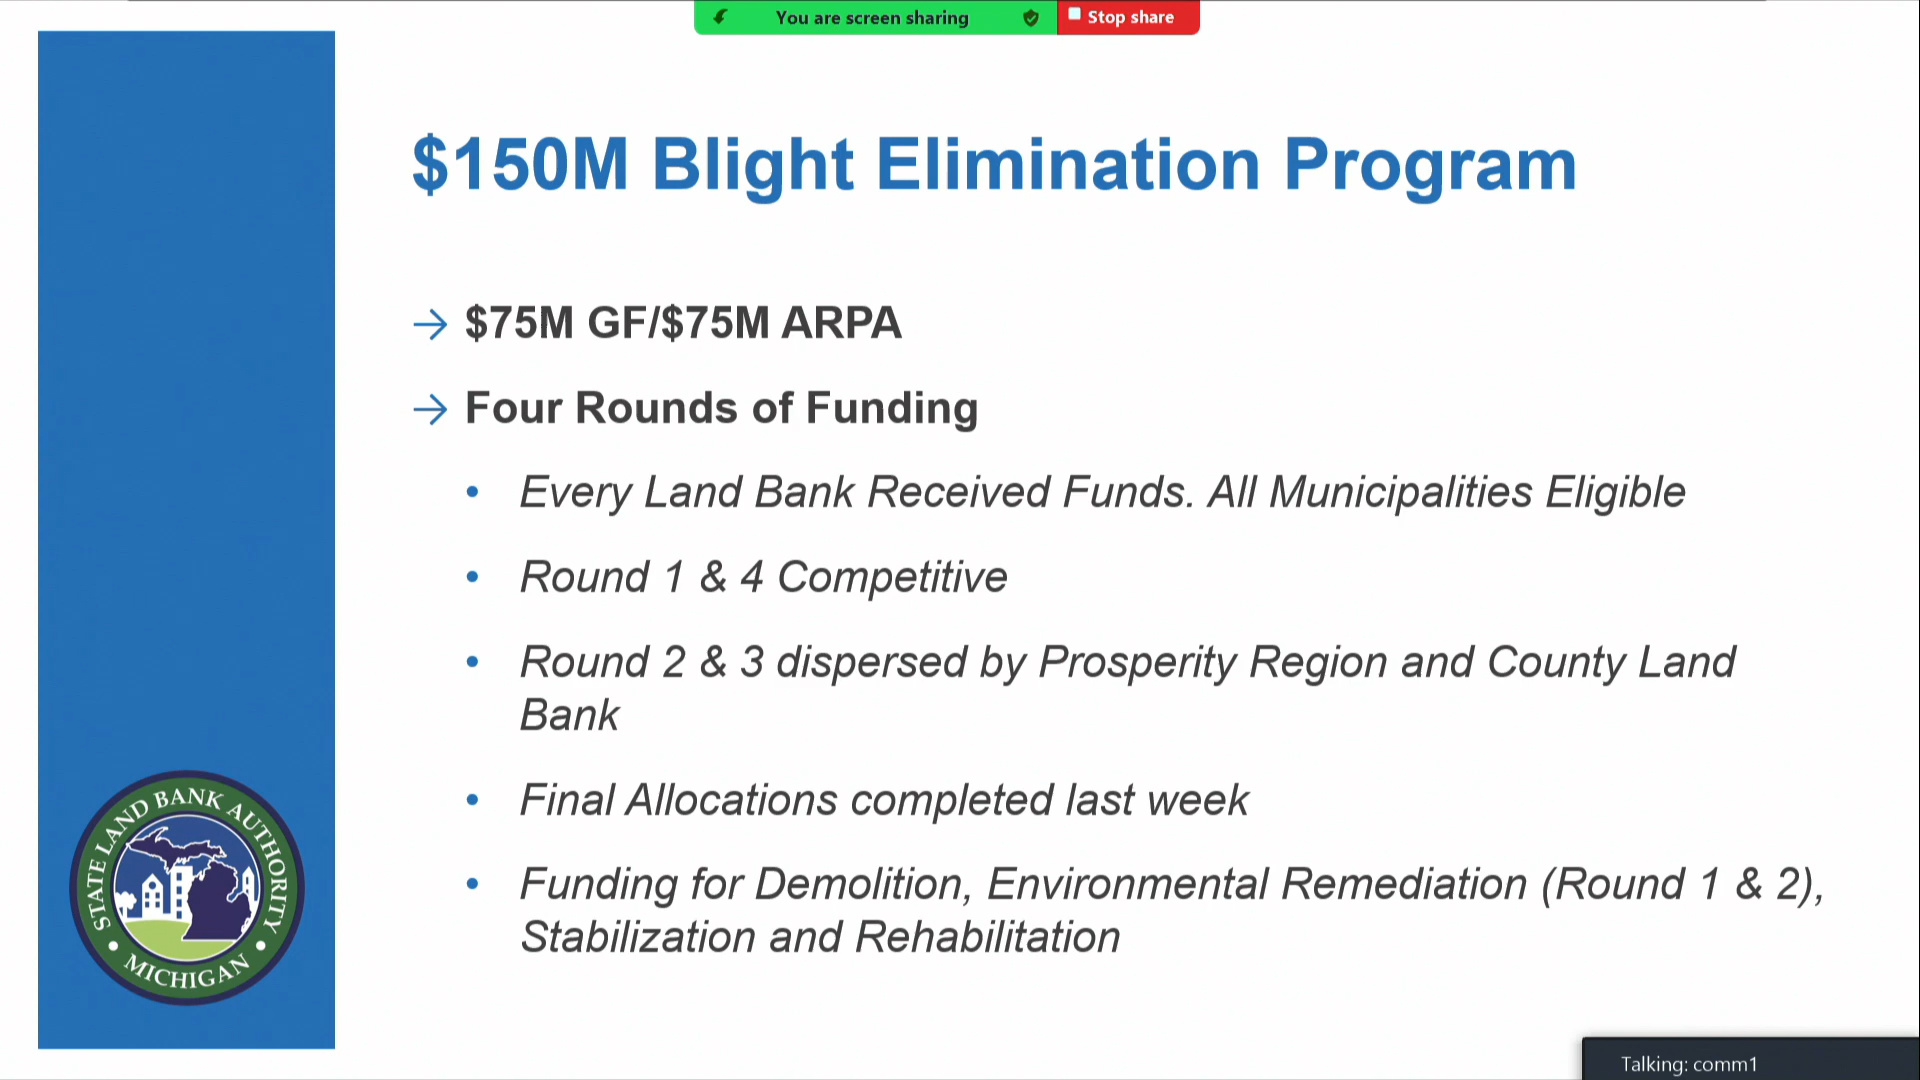 You are screen sharing
Stop share
$150M Blight Elimination Program
→ $75M GF/$75M ARPA
→ Four Rounds of Funding
• Every Land Bank Received Funds. All Municipalities Eligible
• Round 1 & 4 Competitive
• Round 2 & 3 dispersed by Prosperity Region and County Land
Bank
• Final Allocations completed last week
• Funding for Demolition, Environmental Remediation (Round 1 & 2),
Stabilization and Rehabilitation
STATE LAND BANK AUTHORITY
• MICHIGAN •
Talking: comm1